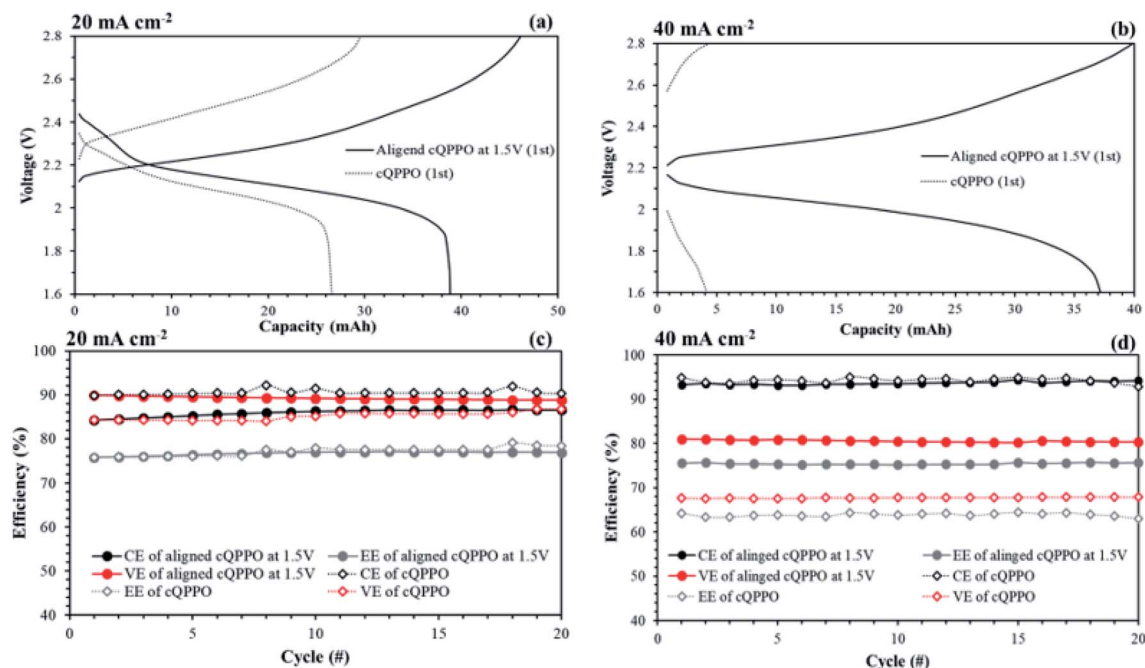 20 mA cm-2 (a)
2.8
2.6
2.4
2.2
2
1.8
1.6
Voltage (V)
Aligend cQPPO at 1.5V (1st)
cQPPO (1st)
0 10 20 30 40 50
Capacity (mAh)
40 mA cm-2 (b)
2.8
2.6
2.4
2.2
2
1.8
1.6
Voltage (V)
Aligned cQPPO at 1.5V (1st)
cQPPO (1st)
0 5 10 15 20 25 30 35 40
Capacity (mAh)
20 mA cm-2 (c)
100
90
80
70
60
50
40
Efficiency (%)
CE of aligned cQPPO at 1.5V EE of aligned cQPPO at 1.5V
VE of aligned cQPPO at 1.5V CE of cQPPO
EE of cQPPO VE of cQPPO
0 5 10 15 20
Cycle (#)
40 mA cm-2 (d)
100
90
80
70
60
50
40
Efficiency (%)
CE of alinged cQPPO at 1.5V EE of alinged cQPPO at 1.5V
VE of alinged cQPPO at 1.5V CE of cQPPO
EE of cQPPO VE of cQPPO
0 5 10 15 20
Cycle (#)